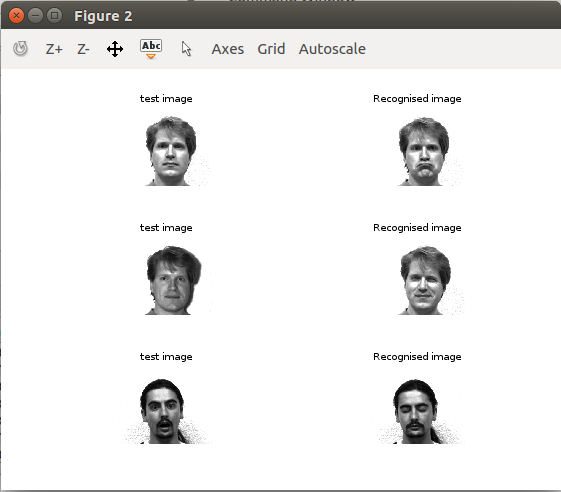 Figure 2
Z+ Z- Abc Axes Grid Autoscale
test image Recognised image
test image Recognised image
test image Recognised image